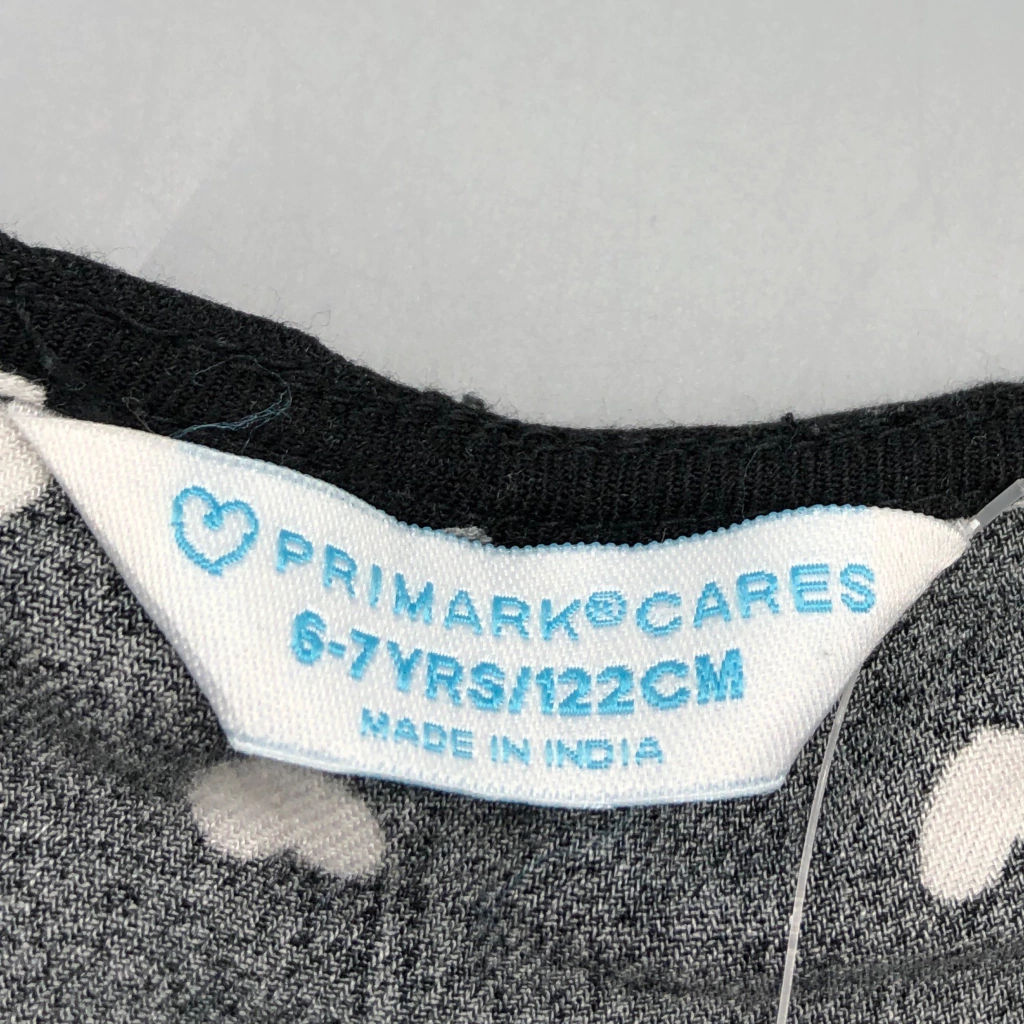 PRIMARK®CARES
6-7YRS/122CM
MADE IN INDIA